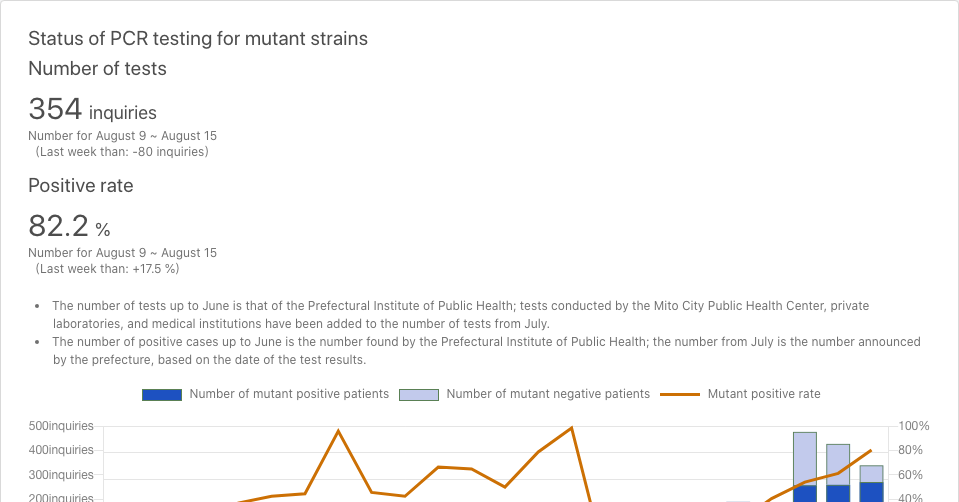 Status of PCR testing for mutant strains
Number of tests
354 inquiries
Number for August 9 ~ August 15
(Last week than: -80 inquiries)
Positive rate
82.2 %
Number for August 9 ~ August 15
(Last week than: +17.5 %)
• The number of tests up to June is that of the Prefectural Institute of Public Health; tests conducted by the Mito City Public Health Center, private
laboratories, and medical institutions have been added to the number of tests from July.
• The number of positive cases up to June is the number found by the Prefectural Institute of Public Health; the number from July is the number announced
by the prefecture, based on the date of the test results.
Number of mutant positive patients Number of mutant negative patients Mutant positive rate
500inquiries 100%
400inquiries 80%
300inquiries 60%
200inquiries 40%